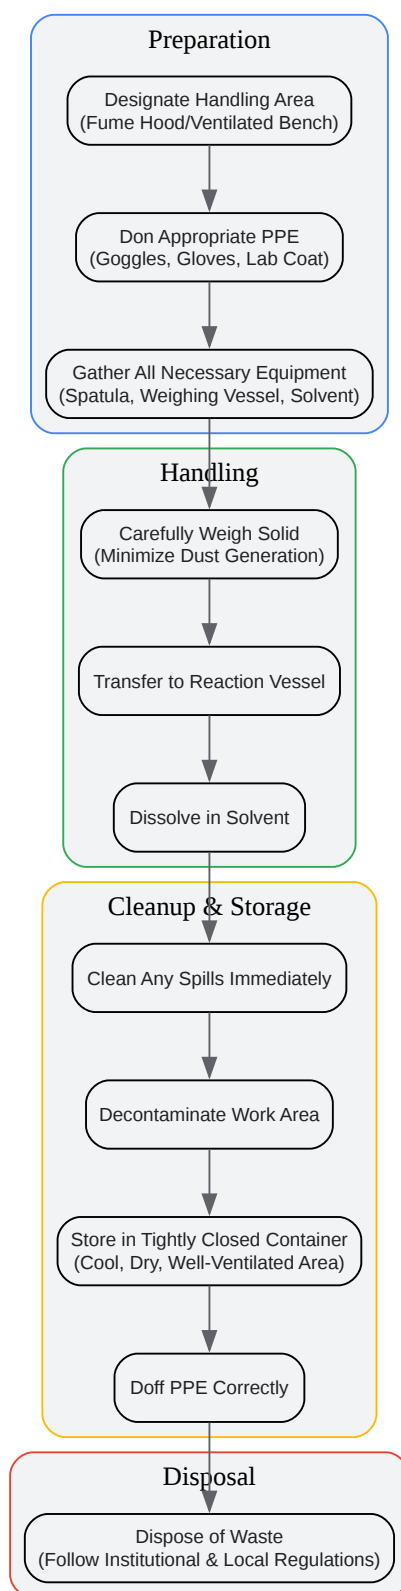 Preparation
Designate Handling Area
(Fume Hood/Ventilated Bench)
Don Appropriate PPE
(Goggles, Gloves, Lab Coat)
Gather All Necessary Equipment
(Spatula, Weighing Vessel, Solvent)
Handling
Carefully Weigh Solid
(Minimize Dust Generation)
Transfer to Reaction Vessel
Dissolve in Solvent
Cleanup & Storage
Clean Any Spills Immediately
Decontaminate Work Area
Store in Tightly Closed Container
(Cool, Dry, Well-Ventilated Area)
Doff PPE Correctly
Disposal
Dispose of Waste
(Follow Institutional & Local Regulations)